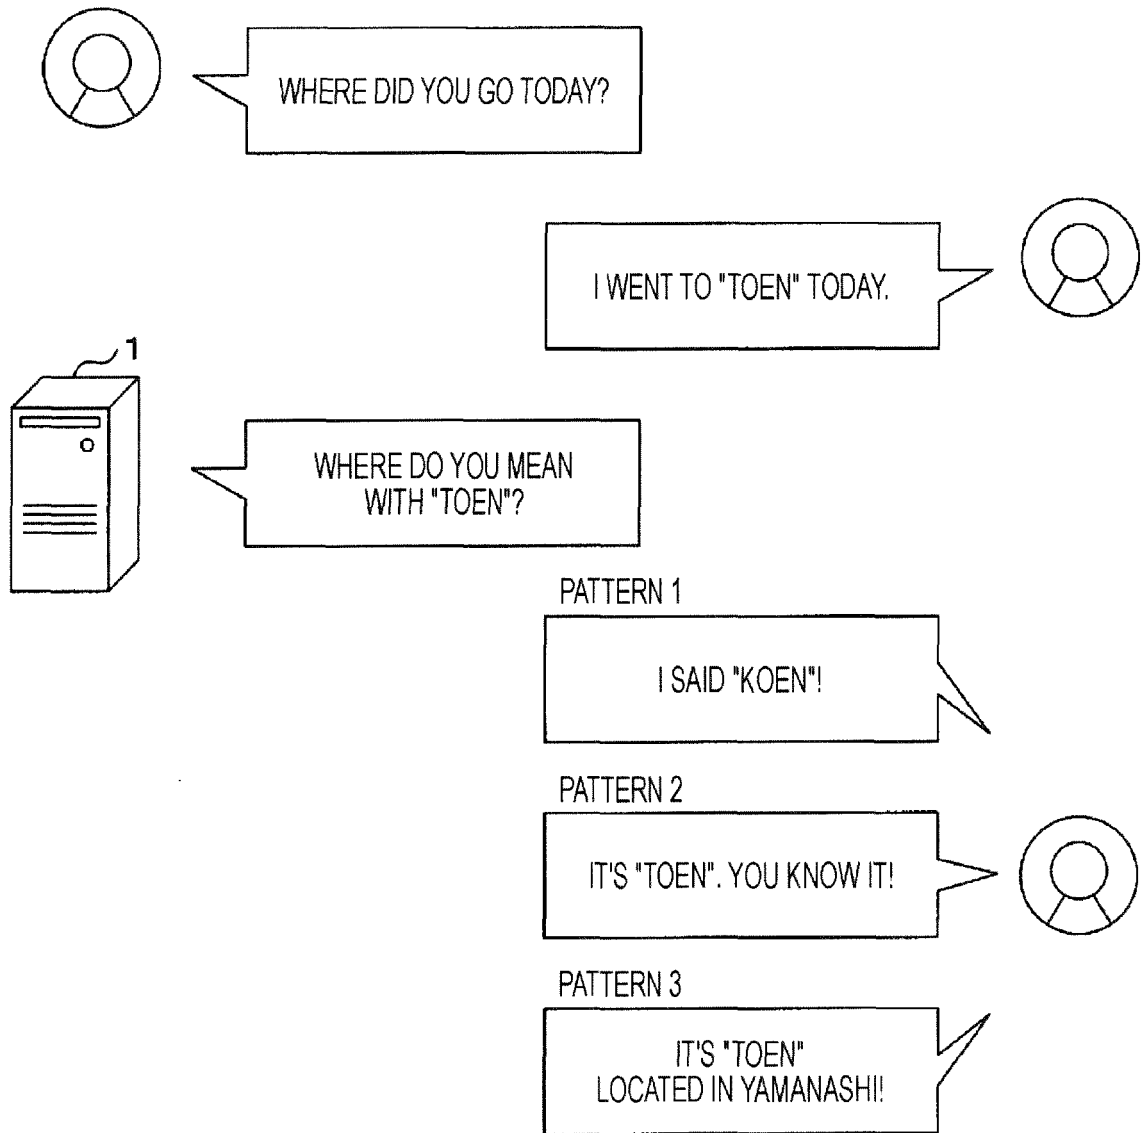 WHERE DID YOU GO TODAY?
I WENT TO "TOEN" TODAY.
1
WHERE DO YOU MEAN
WITH "TOEN"?
PATTERN 1
I SAID "KOEN"!
PATTERN 2
IT'S "TOEN". YOU KNOW IT!
PATTERN 3
IT'S "TOEN"
LOCATED IN YAMANASHI!